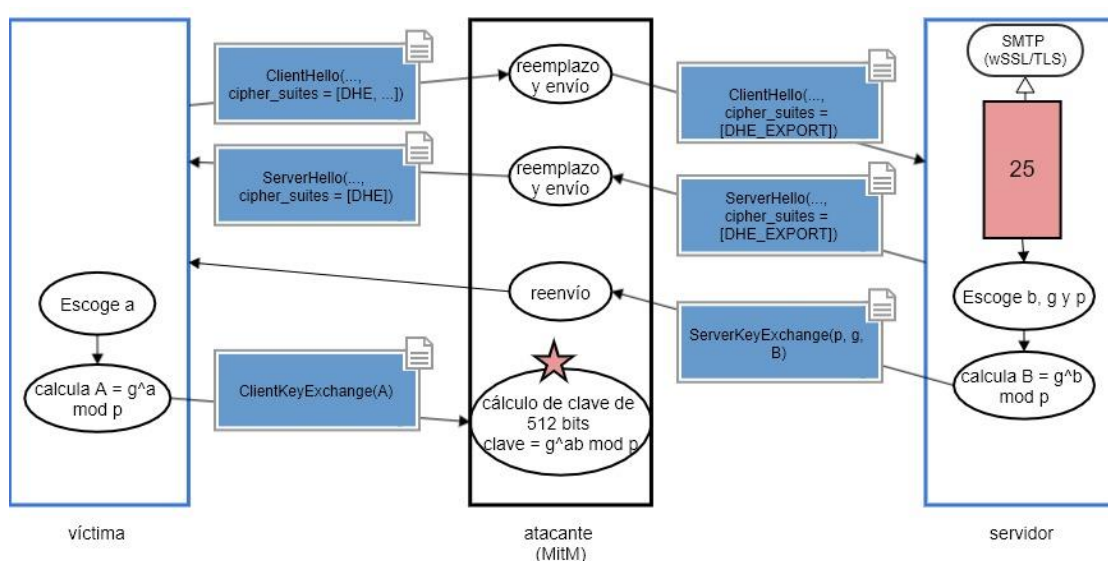 ClientHello(...,
cipher_suites = [DHE, ...])
reemplazo
y envío
ClientHello(...,
cipher_suites =
[DHE_EXPORT])
SMTP
(wSSL/TLS)
25
ServerHello(...,
cipher_suites = [DHE])
reemplazo
y envío
ServerHello(...,
cipher_suites =
[DHE_EXPORT])
Escoge a
reenvío
ServerKeyExchange(p, g,
B)
Escoge b, g y p
calcula A = g^a
mod p
ClientKeyExchange(A)
cálculo de clave de
512 bits
clave = g^ab mod p
calcula B = g^b
mod p
víctima
atacante
(MitM)
servidor